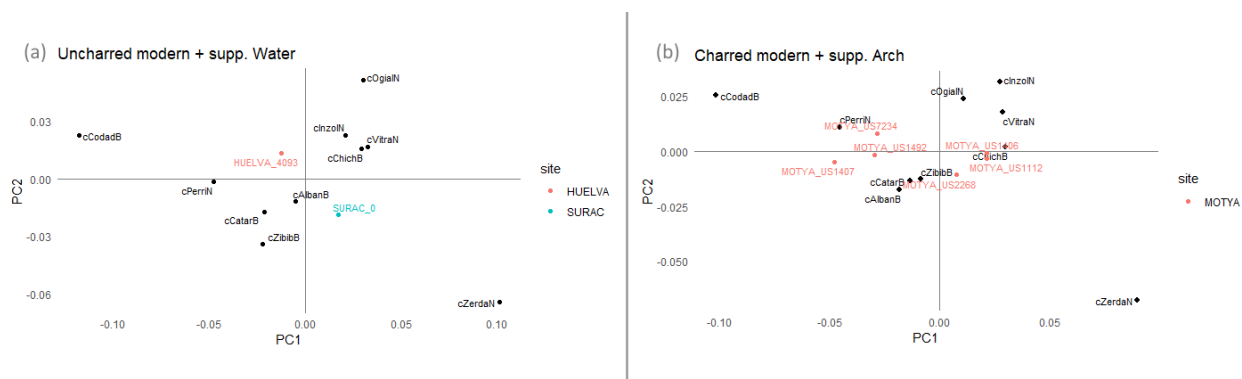 (a) Uncharred modern + supp. Water
cOgialN
cInzolN
cVitraN
cChichB
cCodadB
HUELVA_4093
cPerriN
cAlbanB
SURAC_0
cCatarB
cZibibB
cZerdaN
PC2
0.03
0.00
-0.03
-0.06
-0.10
-0.05
0.00
0.05
0.10
PC1
site
HUELVA
SURAC
(b) Charred modern + supp. Arch
cInzolN
cOgialN
cCodadB
cVitraN
cPerriN
MOTYA_US7234
MOTYA_US1492
MOTYA_US1406
cChichB
MOTYA_US1407
MOTYA_US1112
cZibibB
cCatarB
MOTYA_US2268
cAlbanB
cZerdaN
PC2
0.025
0.000
-0.025
-0.050
-0.10
-0.05
0.00
0.05
PC1
site
MOTYA